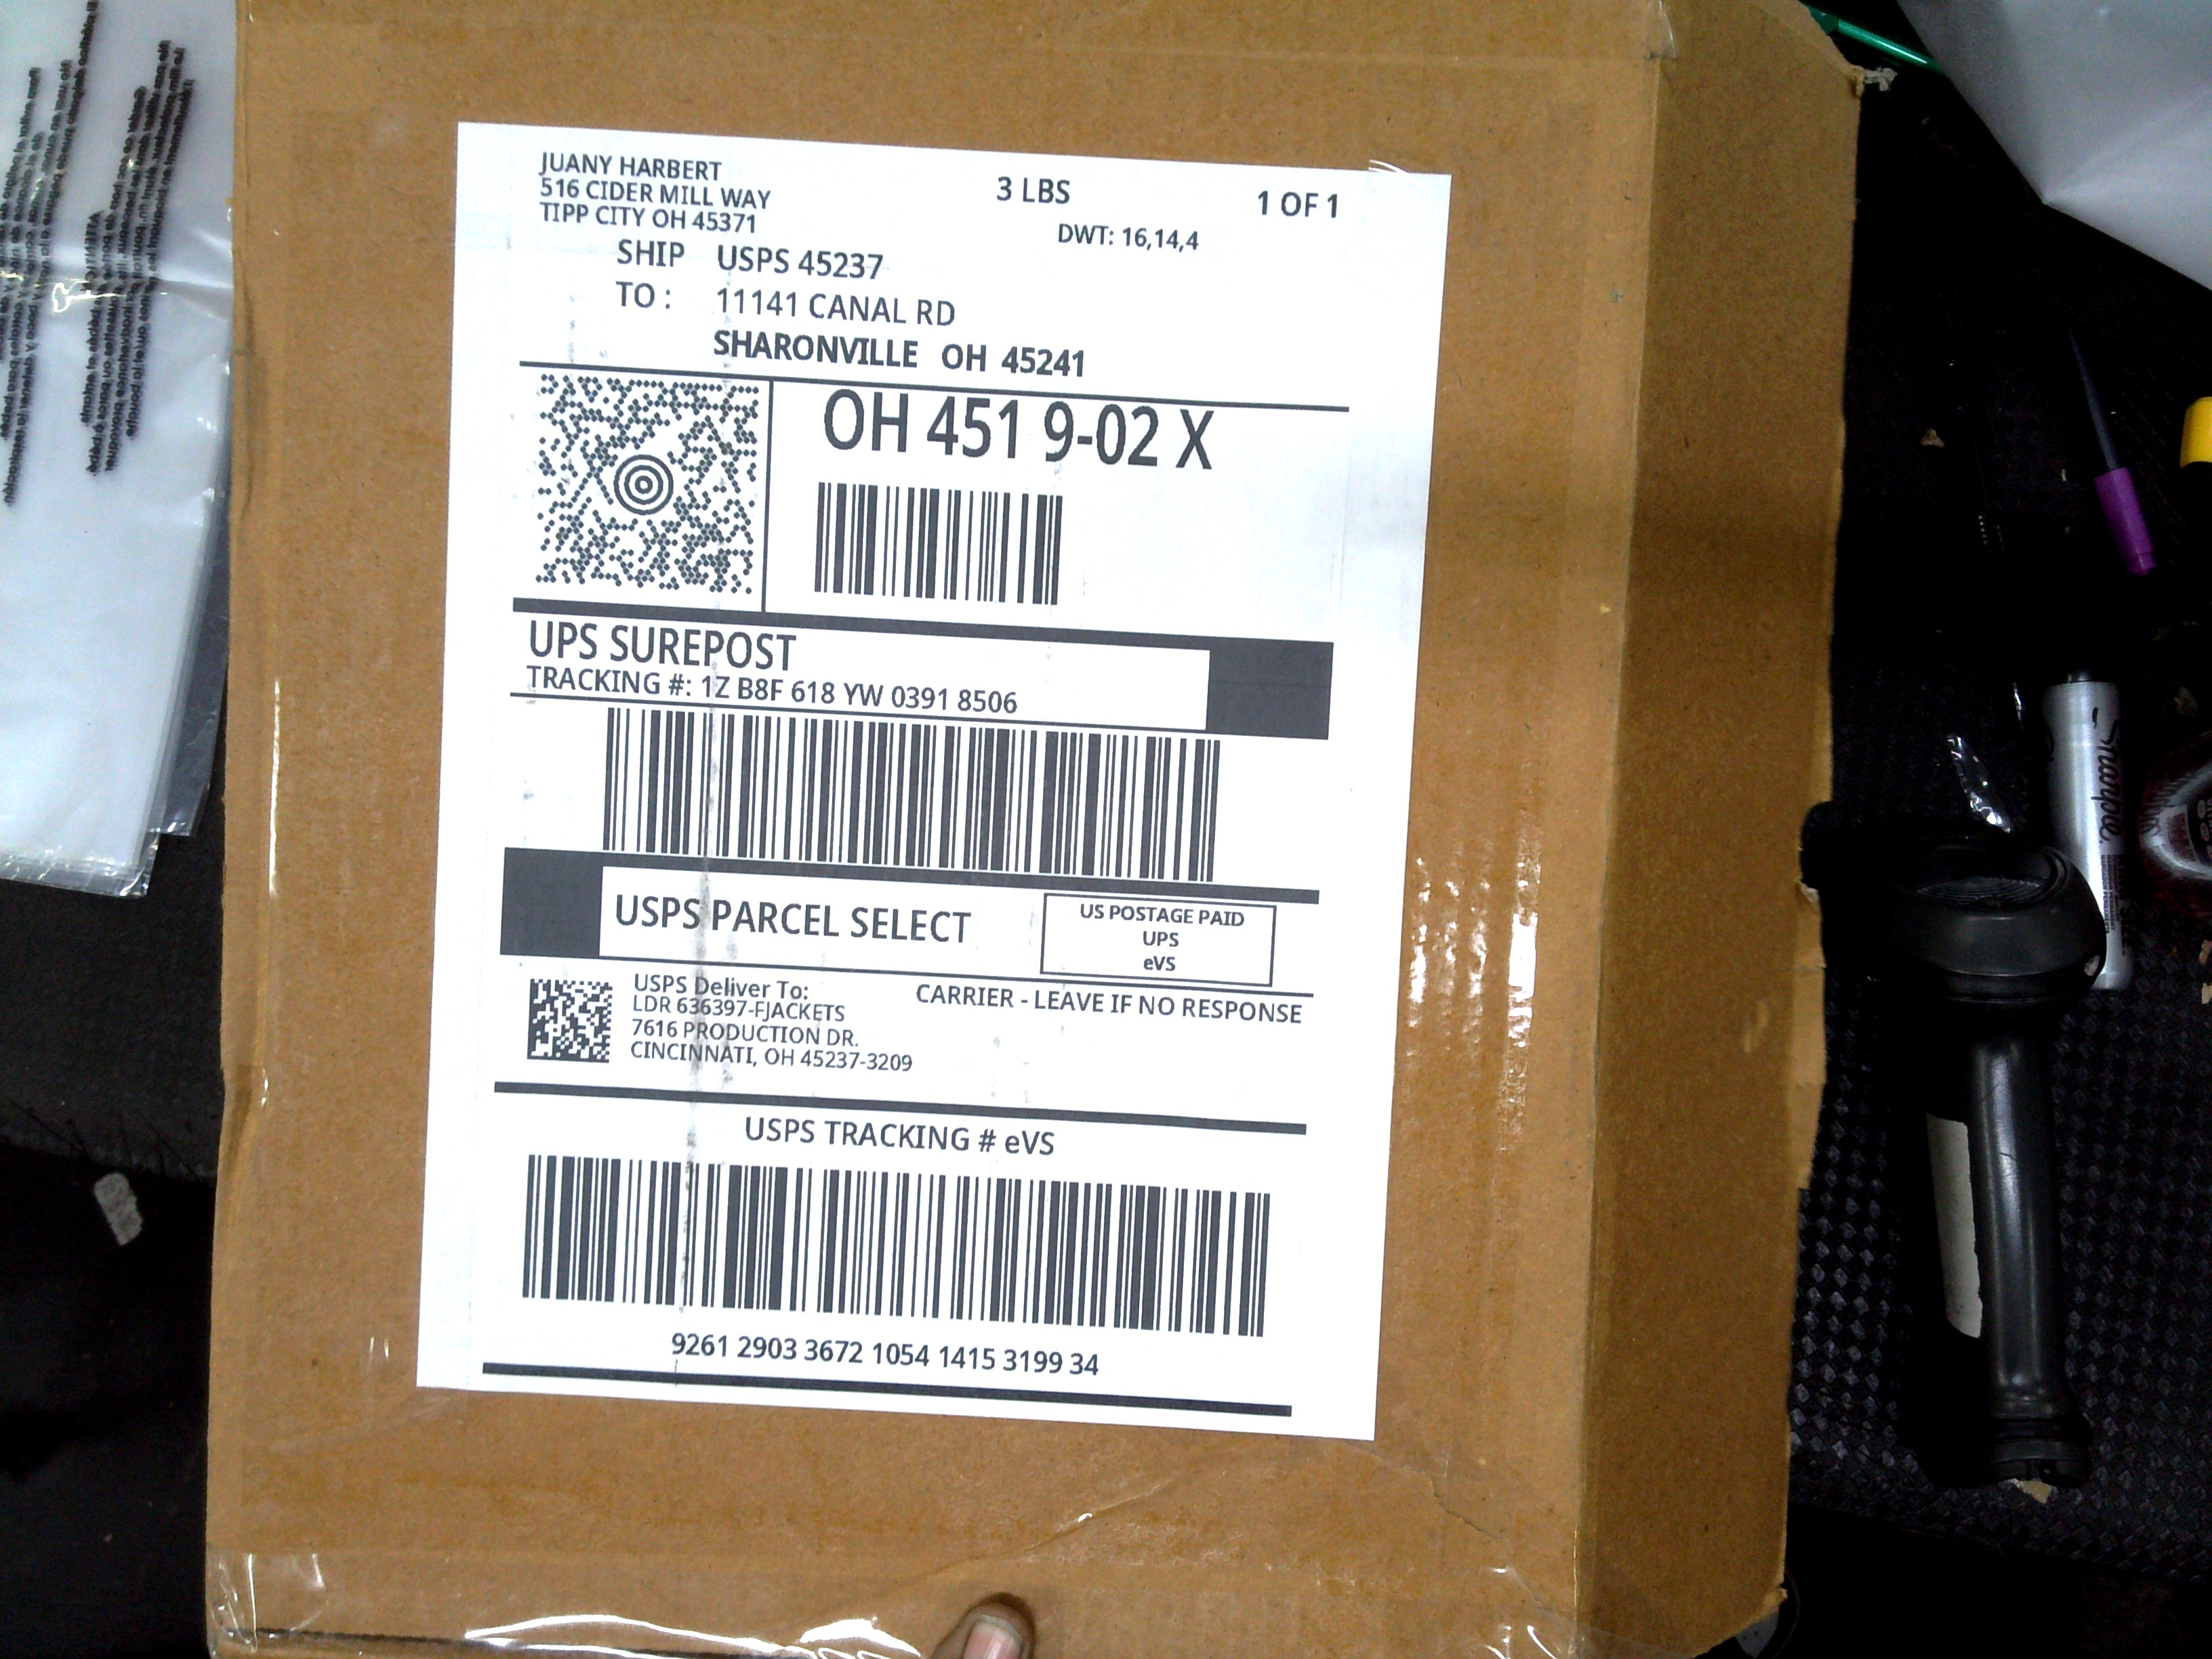 JUANY HARBERT
516 CIDER MILL WAY
TIPP CITY OH 45371
3 LBS
1 OF 1
DWT: 16,14,4
SHIP USPS 45237
TO : 11141 CANAL RD
SHARONVILLE OH 45241
OH 451 9-02 X
UPS SUREPOST
TRACKING #: 1Z B8F 618 YW 0391 8506
USPS PARCEL SELECT
US POSTAGE PAID
UPS
eVS
USPS Deliver To:
CARRIER - LEAVE IF NO RESPONSE
LDR 636397-FJACKETS
7616 PRODUCTION DR.
CINCINNATI, OH 45237-3209
USPS TRACKING # eVS
9261 2903 3672 1054 1415 3199 34
Sharpie